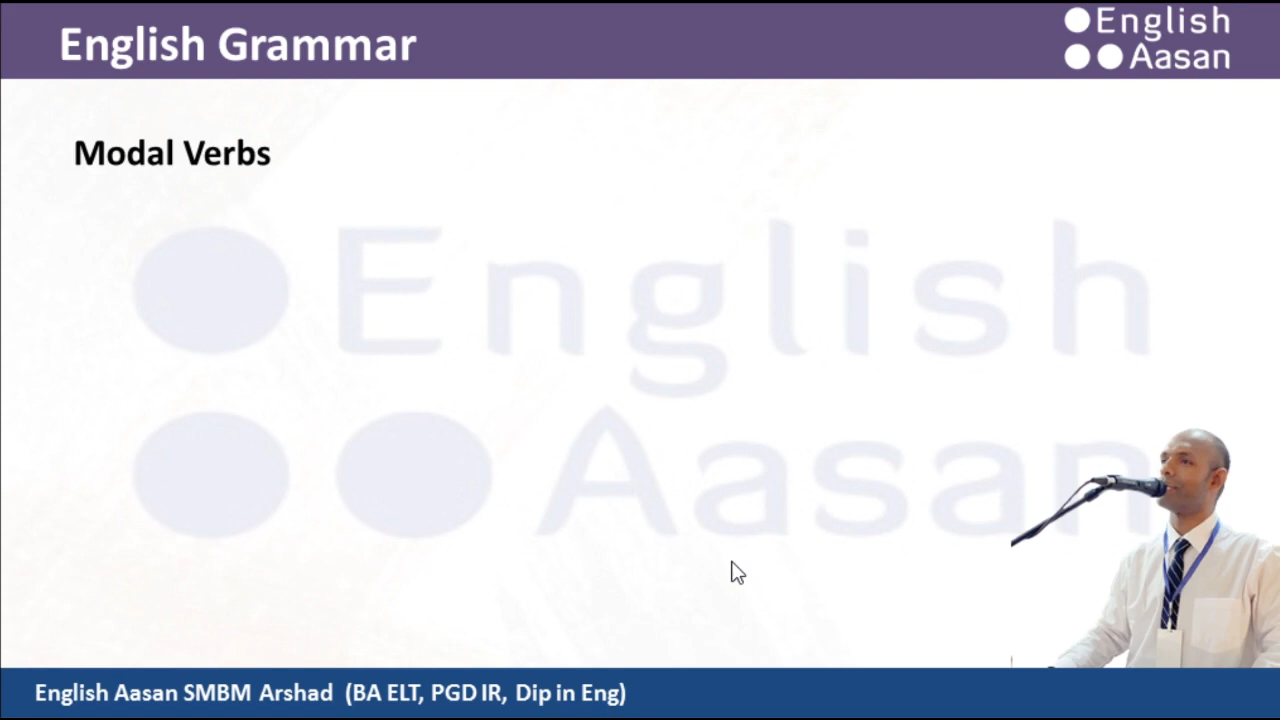 English Grammar
English
Aasan
Modal Verbs
English
Aasan
English Aasan SMBM Arshad (BA ELT, PGD IR, Dip in Eng)